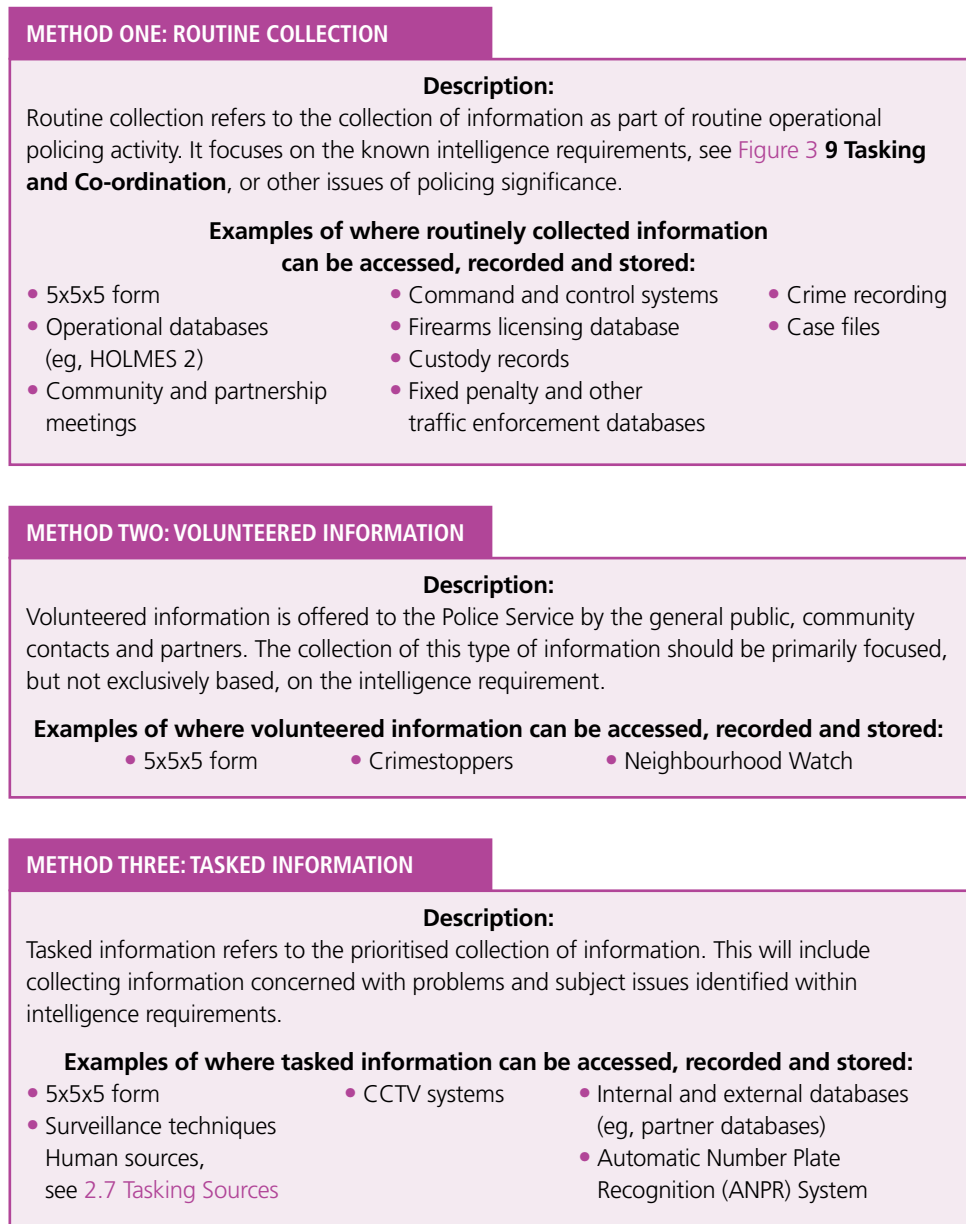 METHOD ONE: ROUTINE COLLECTION
Description:
Routine collection refers to the collection of information as part of routine operational
policing activity. It focuses on the known intelligence requirements, see Figure 3 9 Tasking
and Co-ordination, or other issues of policing significance.
Examples of where routinely collected information
can be accessed, recorded and stored:
• 5x5x5 form
• Operational databases
(eg, HOLMES 2)
• Community and partnership
meetings
• Command and control systems
• Firearms licensing database
• Custody records
• Fixed penalty and other
traffic enforcement databases
• Crime recording
• Case files
METHOD TWO: VOLUNTEERED INFORMATION
Description:
Volunteered information is offered to the Police Service by the general public, community
contacts and partners. The collection of this type of information should be primarily focused,
but not exclusively based, on the intelligence requirement.
Examples of where volunteered information can be accessed, recorded and stored:
• 5x5x5 form
• Crimestoppers
• Neighbourhood Watch
METHOD THREE: TASKED INFORMATION
Description:
Tasked information refers to the prioritised collection of information. This will include
collecting information concerned with problems and subject issues identified within
intelligence requirements.
Examples of where tasked information can be accessed, recorded and stored:
• 5x5x5 form
• Surveillance techniques
Human sources,
see 2.7 Tasking Sources
• CCTV systems
• Internal and external databases
(eg, partner databases)
• Automatic Number Plate
Recognition (ANPR) System